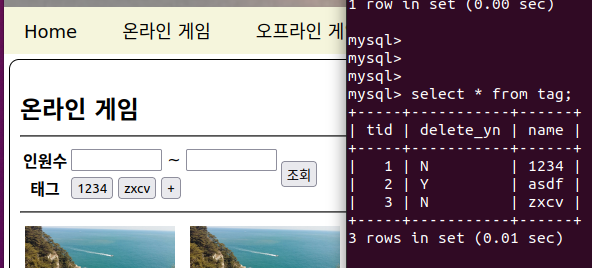 Home 온라인 게임 오프라인 게
온라인 게임
인원수 ~ 조회
태그 1234 zxcv +
1 row in set (0.00 sec)
mysql>
mysql>
mysql>
mysql> select * from tag;
+-----+-----------+------+
| tid | delete_yn | name |
+-----+-----------+------+
|   1 | N         | 1234 |
|   2 | Y         | asdf |
|   3 | N         | zxcv |
+-----+-----------+------+
3 rows in set (0.01 sec)